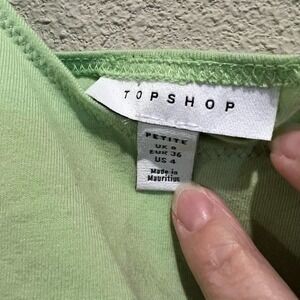 TOPSHOP
PETITE
UK 8
EUR 36
US 4
Made in
Mauritius